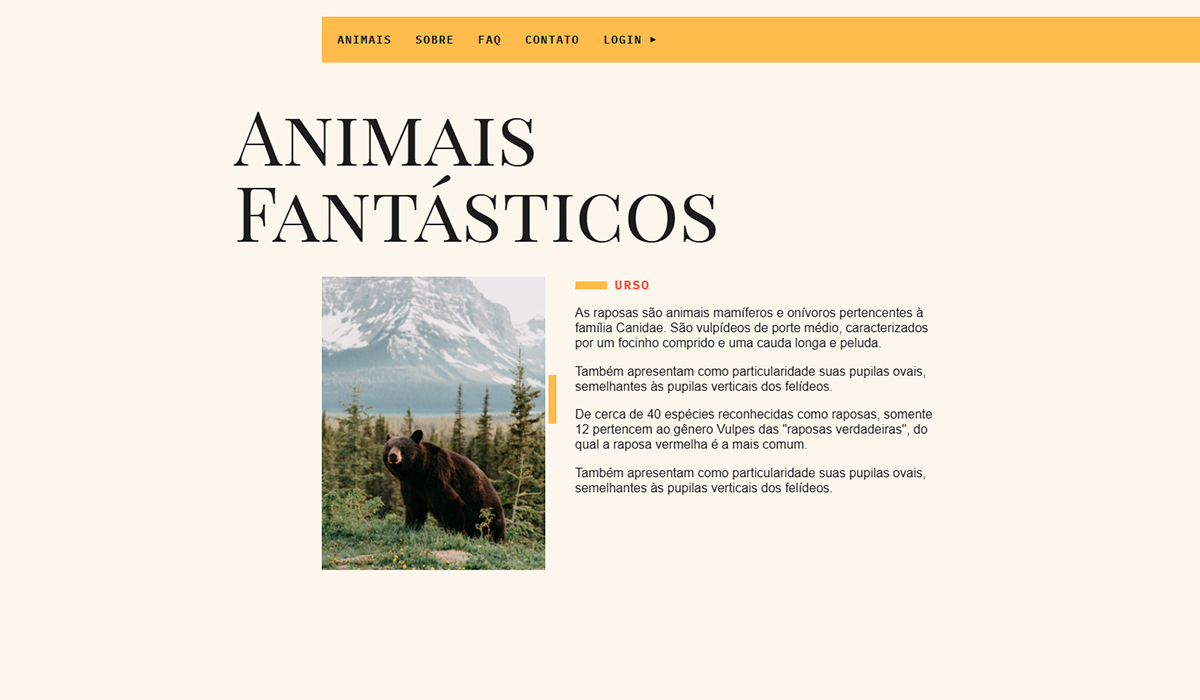 ANIMAIS SOBRE FAQ CONTATO LOGIN ▸
Animais
Fantásticos
URSO
As raposas são animais mamíferos e onívoros pertencentes à
família Canidae. São vulpídeos de porte médio, caracterizados
por um focinho comprido e uma cauda longa e peluda.
Também apresentam como particularidade suas pupilas ovais,
semelhantes às pupilas verticais dos felídeos.
De cerca de 40 espécies reconhecidas como raposas, somente
12 pertencem ao gênero Vulpes das "raposas verdadeiras", do
qual a raposa vermelha é a mais comum.
Também apresentam como particularidade suas pupilas ovais,
semelhantes às pupilas verticais dos felídeos.